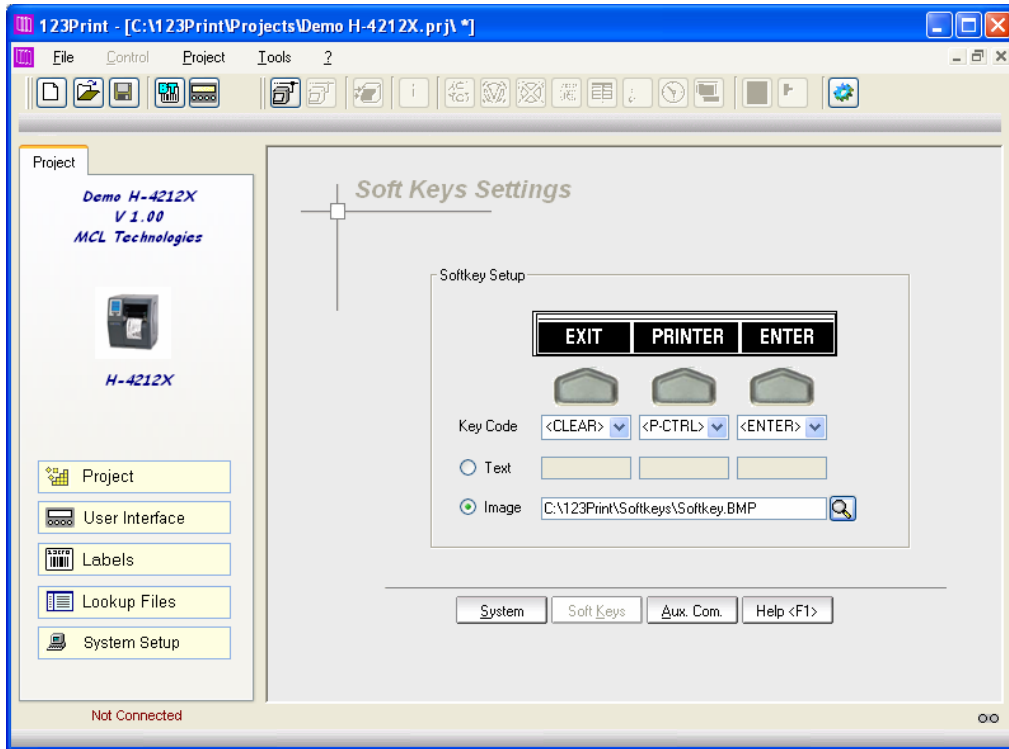 123Print - [C:\123Print\Projects\Demo H-4212X.prj\ *]
File Control Project Tools ?
Project
Demo H-4212X
V 1.00
MCL Technologies
H-4212X
Project
User Interface
Labels
Lookup Files
System Setup
Not Connected
Soft Keys Settings
Softkey Setup
EXIT PRINTER ENTER
Key Code <CLEAR> <P-CTRL> <ENTER>
Text
Image C:\123Print\Softkeys\Softkey.BMP
System Soft Keys Aux. Com. Help <F1>